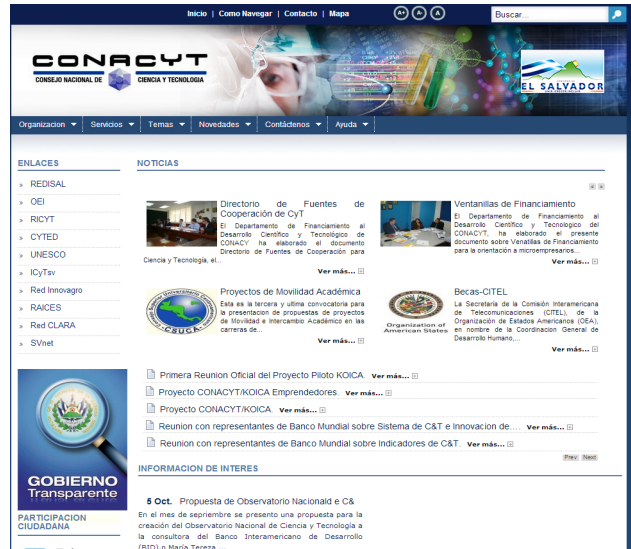 Inicio | Como Navegar | Contacto | Mapa
A+ A- A
Buscar...
CONACYT
CONSEJO NACIONAL DE CIENCIA Y TECNOLOGIA
EL SALVADOR
Organizacion Servicios Temas Novedades Contáctenos Ayuda
ENLACES
» REDISAL
» OEI
» RICYT
» CYTED
» UNESCO
» ICyTsv
» Red Innovagro
» RAICES
» Red CLARA
» SVnet
GOBIERNO
Transparente
PARTICIPACION
CIUDADANA
NOTICIAS
Directorio de Fuentes de
Cooperación de CyT
El Departamento de Financiamiento al
Desarrollo Científico y Tecnológico de
CONACY ha elaborado el documento
Directorio de Fuentes de Cooperación para
Ciencia y Tecnología, el...
Ver más...
Ventanillas de Financiamiento
El Departamento de Financiamiento al
Desarrollo Científico y Tecnologico del
CONACYT, ha elaborado el presente
documento sobre Venatillas de Financiamiento
para la orientación a microempresarios...
Ver más...
CSUCA
Proyectos de Movilidad Académica
Esta es la tercera y ultima convocatoria para
la presentacion de propuestas de proyectos
de Movilidad e Intercambio Académico en las
carreras de...
Ver más...
Organization of
American States
Becas-CITEL
La Secretaría de la Comisión Interamericana
de Telecomunicaciones (CITEL), de la
Organización de Estados Americanos (OEA),
en nombre de la Coordinacion General de
Desarrollo Humano,...
Ver más...
Primera Reunion Oficial del Proyecto Piloto KOICA. Ver más...
Proyecto CONACYT/KOICA Emprendedores. Ver más...
Proyecto CONACYT/KOICA. Ver más...
Reunion con representantes de Banco Mundial sobre Sistema de C&T e Innovacion de.... Ver más...
Reunion con representantes de Banco Mundial sobre Indicadores de C&T. Ver más...
Prev Next
INFORMACION DE INTERES
5 Oct. Propuesta de Observatorio Nacionald e C&
En el mes de sepriembre se presento una propuesta para la
creación del Observatorio Nacional de Ciencia y Tecnología a
la consultora del Banco Interamericano de Desarrollo
(BID) o María Tereza ...